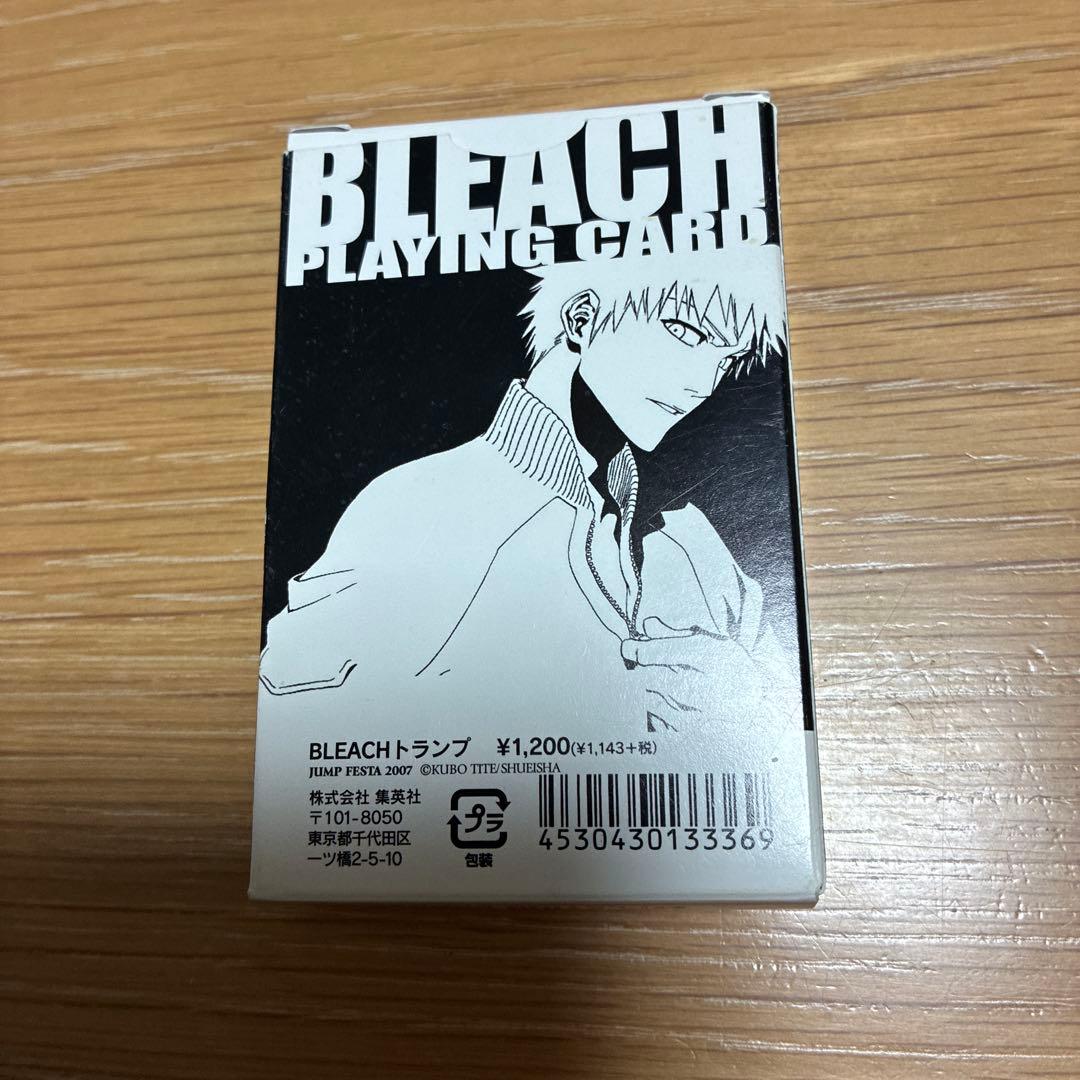 BLEACH
PLAYING CARD
BLEACHトランプ ¥1,200(¥1,143+税)
JUMP FESTA 2007 ©KUBO TITE/SHUEISHA
株式会社 集英社
〒101-8050
東京都千代田区
一ツ橋2-5-10
プラ
包装
4530430133369